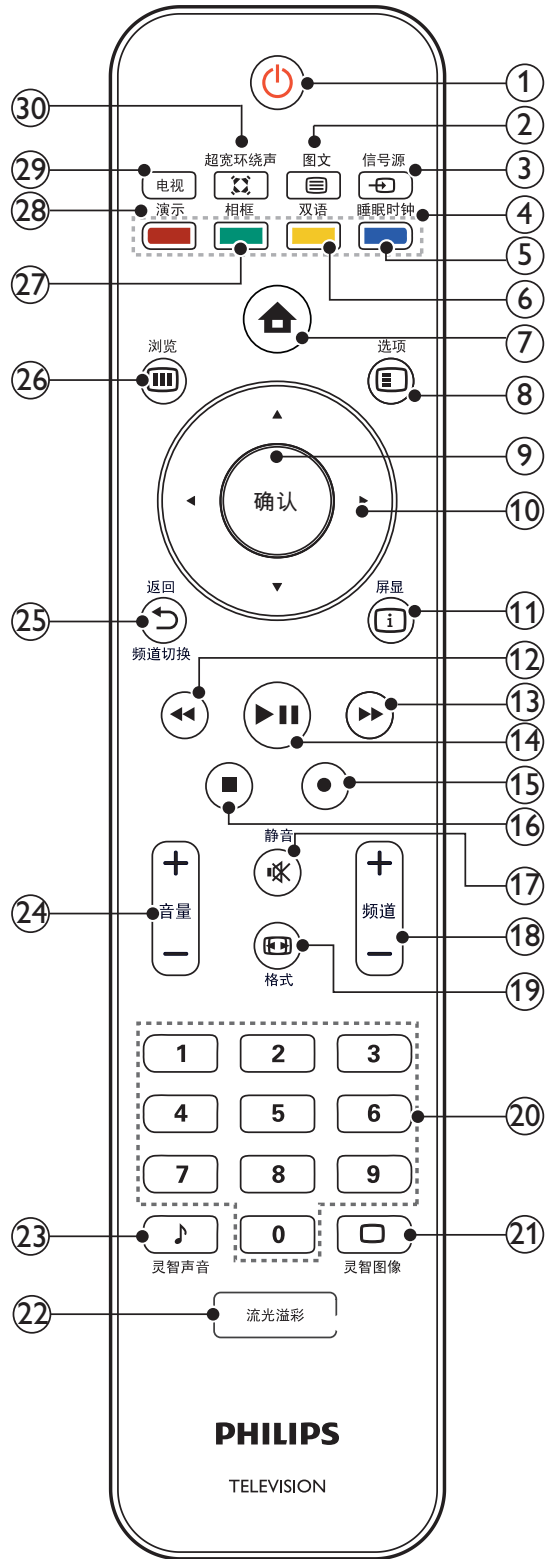 1
30
2
超宽环绕声 图文 信号源
29
3
电视
28
演示 相框 双语 睡眠时钟
4
5
27
6
7
浏览
选项
26
8
9
确认
10
返回
屏显
25
i
11
频道切换
12
13
14
15
16
静音
17
24
音量
频道
18
格式
19
1 2 3
4 5 6
20
7 8 9
23
0
21
灵智声音 灵智图像
22
流光溢彩
PHILIPS
TELEVISION